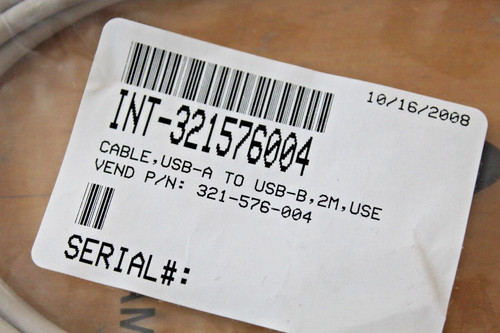 10/16/2008
INT-321576004
CABLE,USB-A TO USB-B,2M,USE
VEND P/N: 321-576-004
SERIAL#: